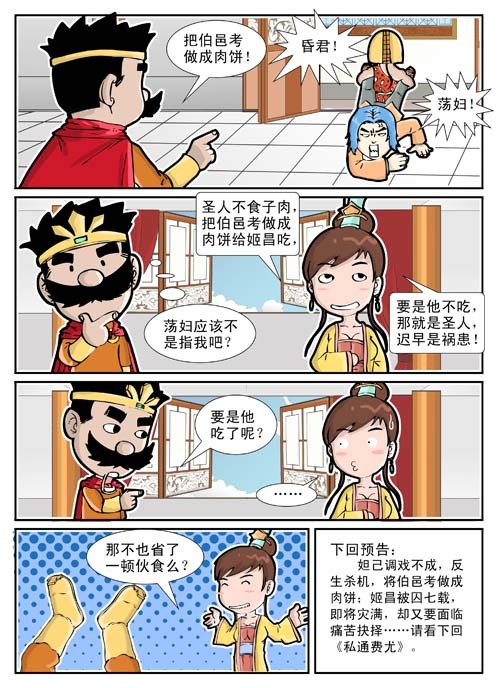 把伯邑考
做成肉饼！
昏君！
荡妇！
圣人不食子肉，
把伯邑考做成
肉饼给姬昌吃，
荡妇应该不
是指我吧？
要是他不吃，
那就是圣人，
迟早是祸患！
要是他
吃了呢？
……
那不也省了
一顿伙食么？
下回预告：
妲己调戏不成，反
生杀机，将伯邑考做成
肉饼；姬昌被囚七载，
即将灾满，却又要面临
痛苦抉择……请看下回
《私通费尤》。